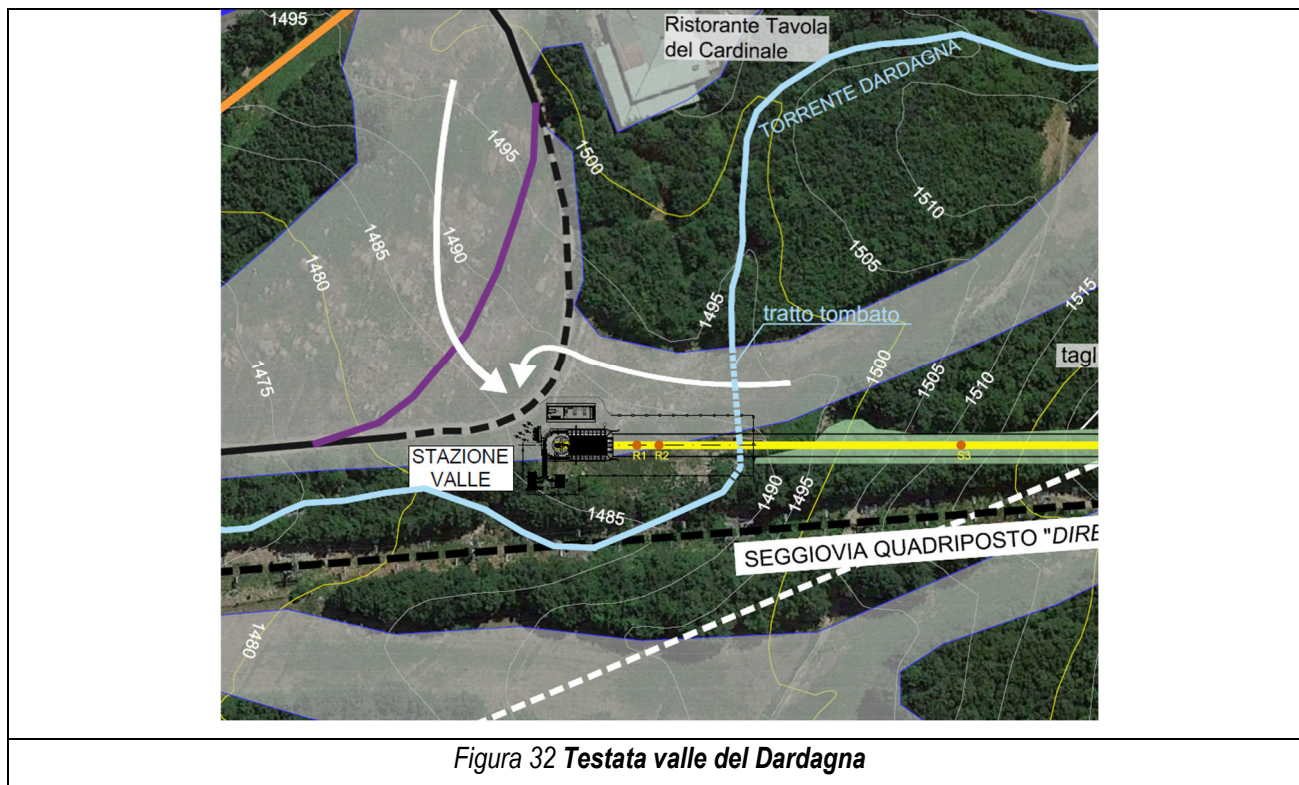 1495
Ristorante Tavola
del Cardinale
TORRENTE DARDAGNA
1495
1500
1510
1485
1490
1480
1505
1515
1495
tratto tombato
1475
1500
1505
1510
tagl
STAZIONE
VALLE
R1
R2
S3
1485
1490
1495
SEGGIOVIA QUADRIPOSTO "DIRE
1480
Figura 32 Testata valle del Dardagna